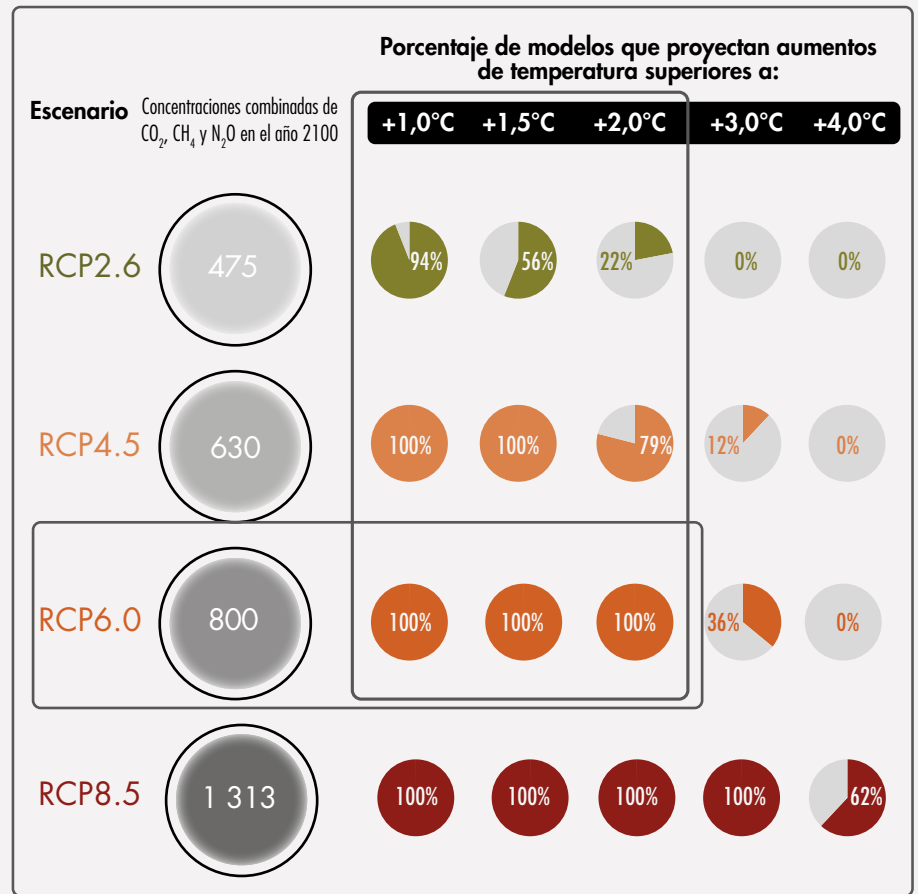 Porcentaje de modelos que proyectan aumentos
de temperatura superiores a:
Escenario
Concentraciones combinadas de
CO₂, CH₄ y N₂O en el año 2100
+1,0°C +1,5°C +2,0°C +3,0°C +4,0°C
RCP2.6 475 94% 56% 22% 0% 0%
RCP4.5 630 100% 100% 79% 12% 0%
RCP6.0 800 100% 100% 100% 36% 0%
RCP8.5 1 313 100% 100% 100% 100% 62%